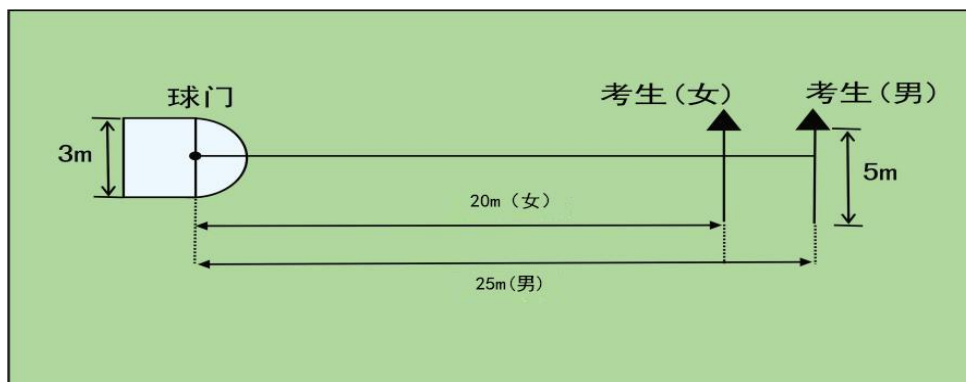 球门
考生(女)
考生(男)
3m
5m
20m（女）
25m(男)